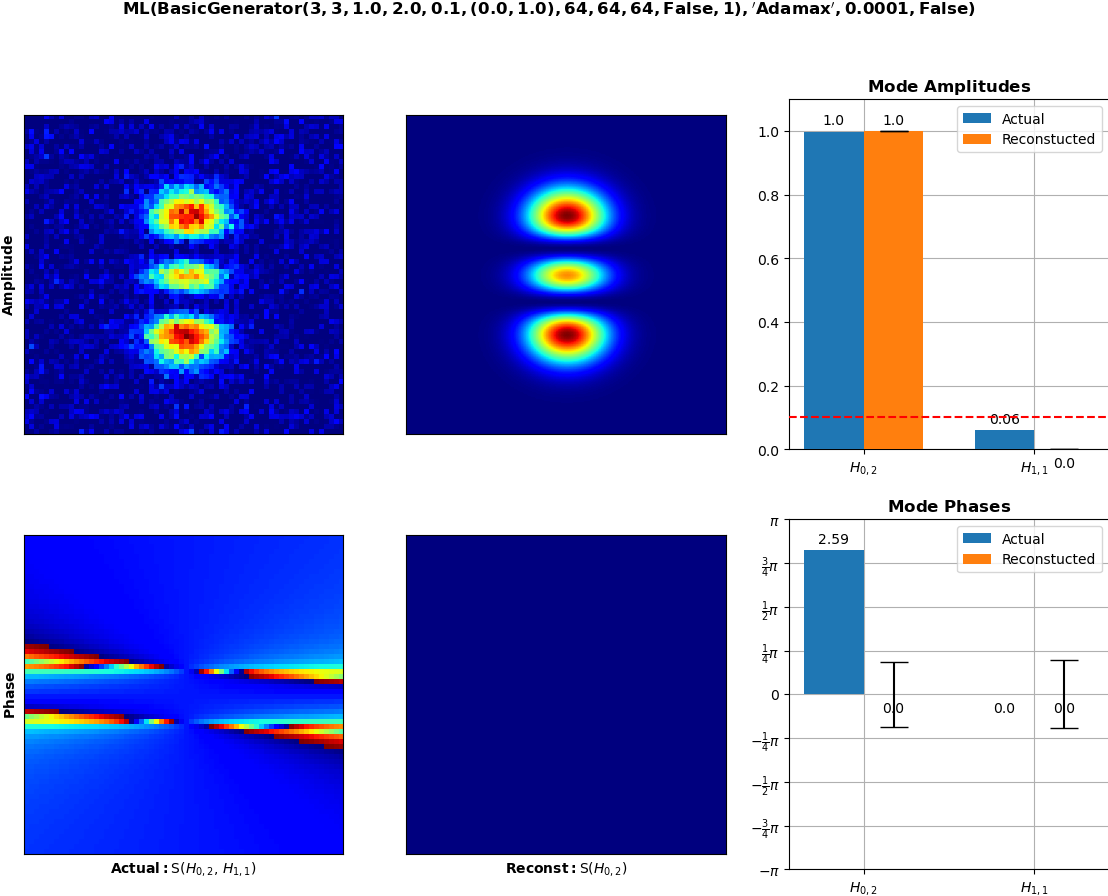 ML(BasicGenerator(3, 3, 1.0, 2.0, 0.1, (0.0, 1.0), 64, 64, 64, False, 1), ′Adamax′, 0.0001, False)
Amplitude
Mode Amplitudes
Actual
Reconstucted
1.0
1.0
0.06
0.0
1.0
0.8
0.6
0.4
0.2
0.0
H₀,₂
H₁,₁
Phase
Actual: S(H₀,₂, H₁,₁)
Reconst: S(H₀,₂)
Mode Phases
Actual
Reconstucted
2.59
0.0
0.0
0.0
π
3/4π
1/2π
1/4π
0
−1/4π
−1/2π
−3/4π
−π
H₀,₂
H₁,₁